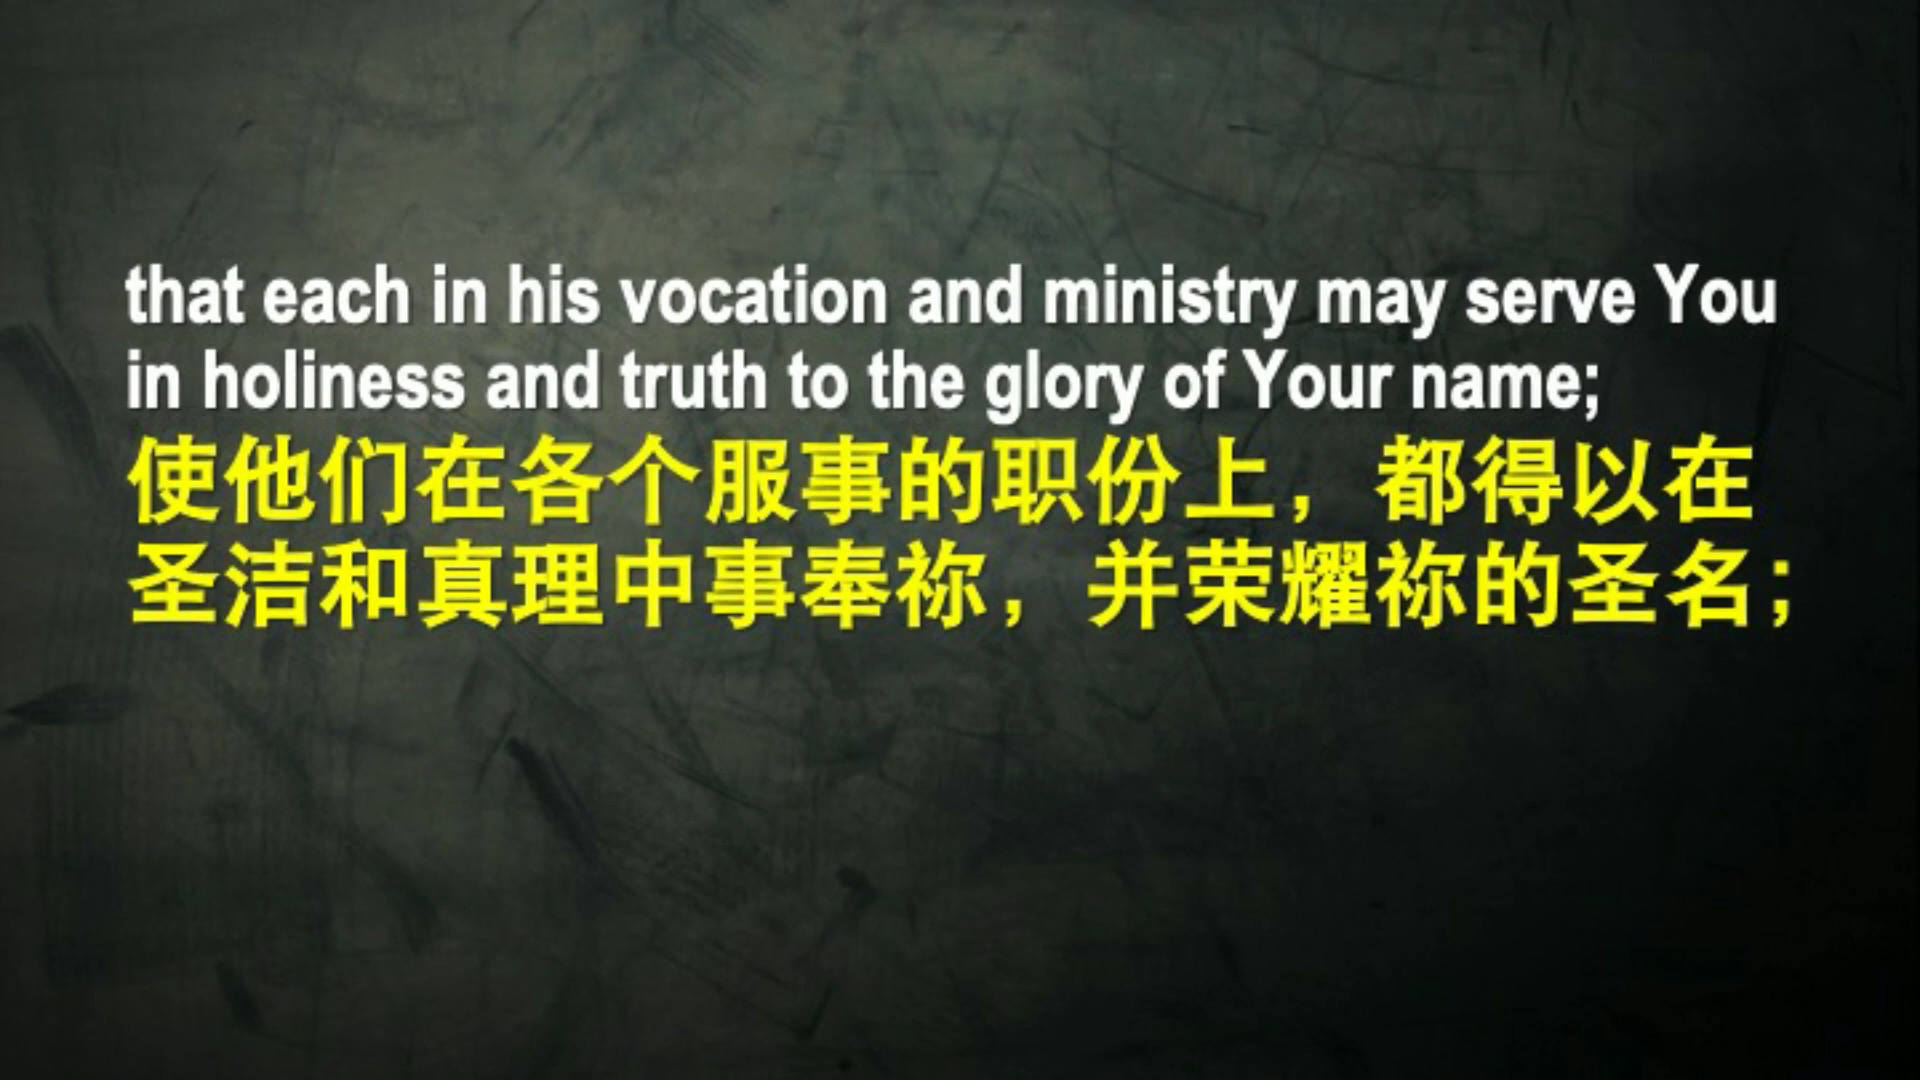 that each in his vocation and ministry may serve You
in holiness and truth to the glory of Your name;
使他们在各个服事的职份上，都得以在
圣洁和真理中事奉祢，并荣耀祢的圣名；